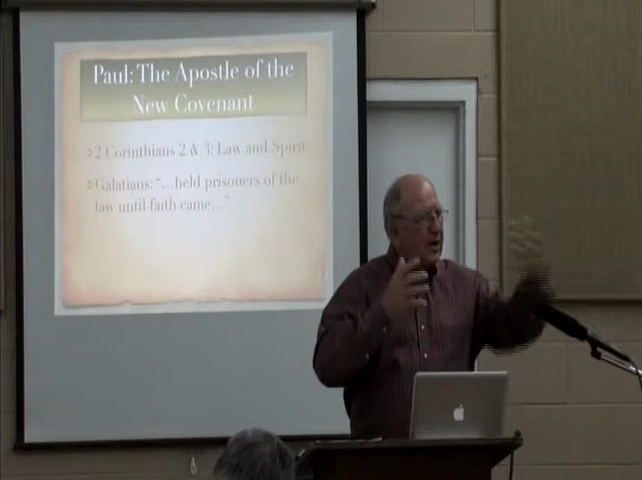 Paul: The Apostle of the
New Covenant
2 Corinthians 2 & 3: Law and Spirit
Galatians: "...held prisoners of the
law until faith came..."